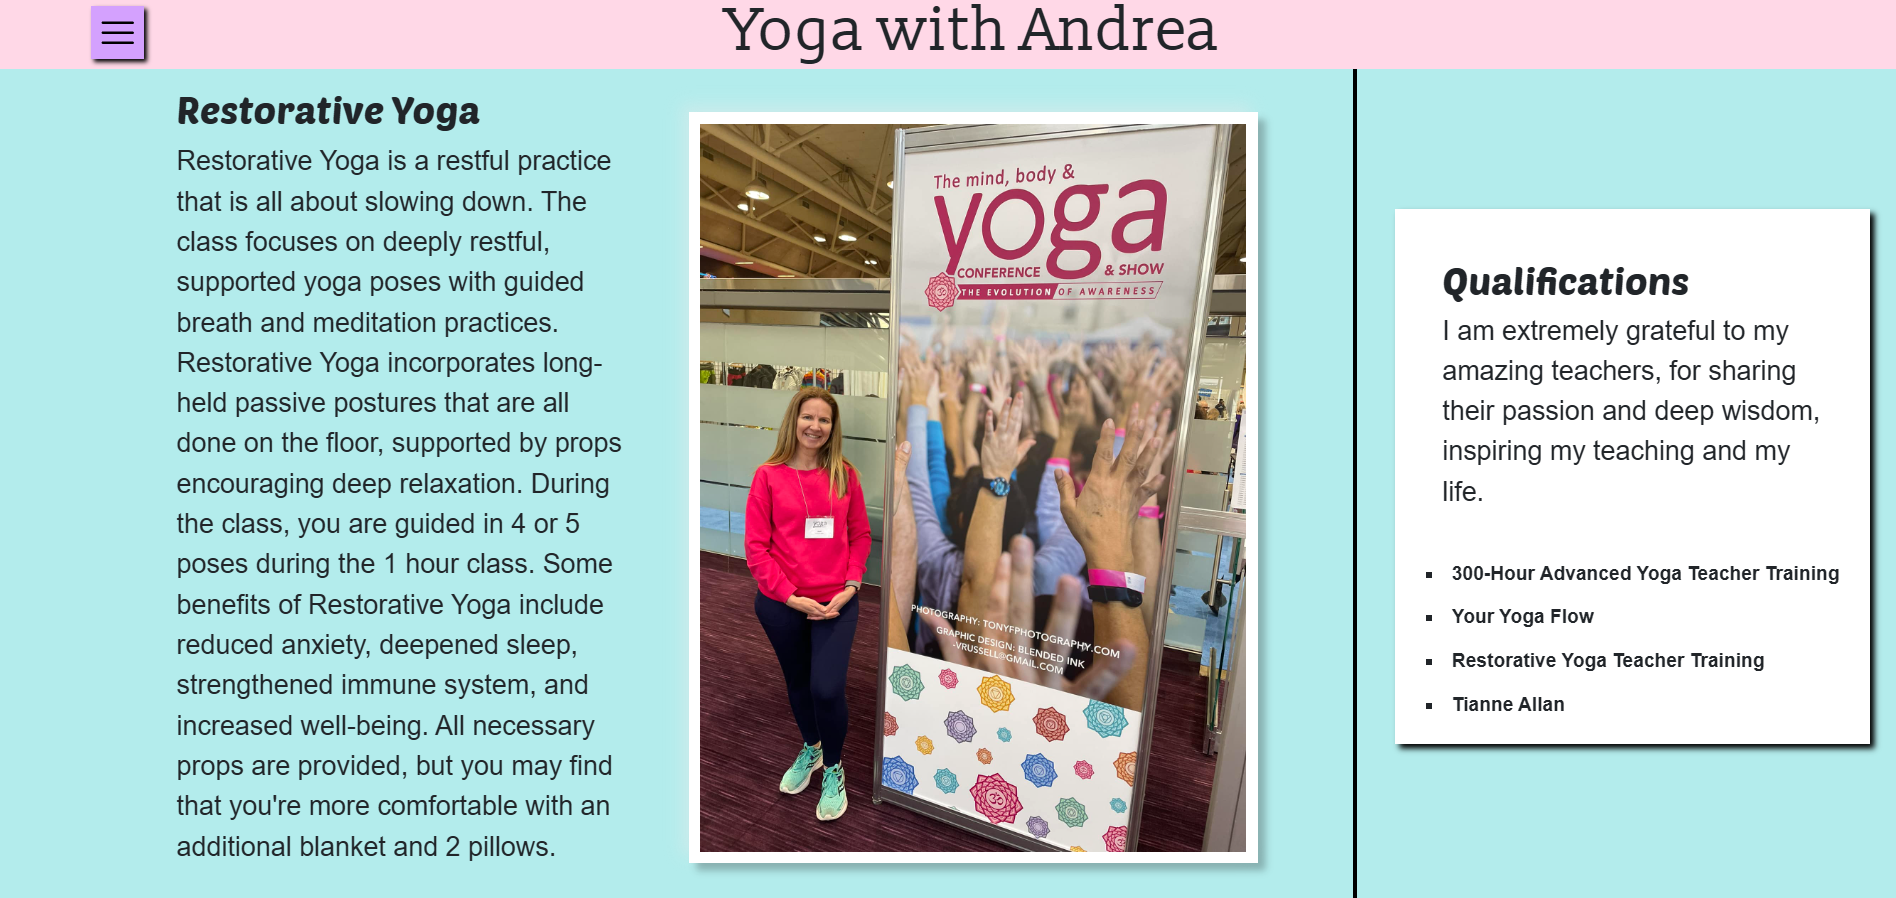 Yoga with Andrea
Restorative Yoga
Restorative Yoga is a restful practice
that is all about slowing down. The
class focuses on deeply restful,
supported yoga poses with guided
breath and meditation practices.
Restorative Yoga incorporates long-
held passive postures that are all
done on the floor, supported by props
encouraging deep relaxation. During
the class, you are guided in 4 or 5
poses during the 1 hour class. Some
benefits of Restorative Yoga include
reduced anxiety, deepened sleep,
strengthened immune system, and
increased well-being. All necessary
props are provided, but you may find
that you're more comfortable with an
additional blanket and 2 pillows.
The mind, body &
yoga
CONFERENCE & SHOW
THE EVOLUTION OF AWARENESS
PHOTOGRAPHY: TONYFPHOTOGRAPHY.COM
GRAPHIC DESIGN: BLENDED INK
-VRUSSELL@GMAIL.COM
Qualifications
I am extremely grateful to my
amazing teachers, for sharing
their passion and deep wisdom,
inspiring my teaching and my
life.
300-Hour Advanced Yoga Teacher Training
Your Yoga Flow
Restorative Yoga Teacher Training
Tianne Allan